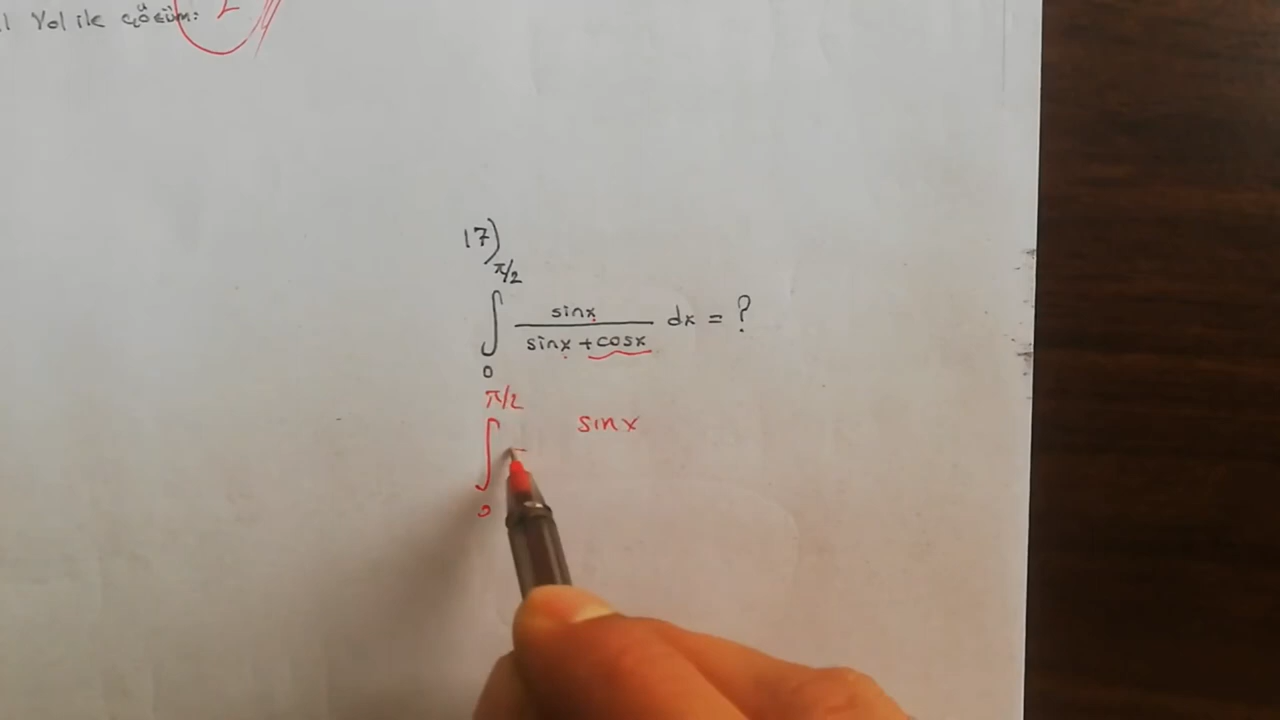 Yol ile çözüm:
17)
π/2
∫ sinx / (sinx + cosx) dx = ?
0
π/2
∫ sinx
0